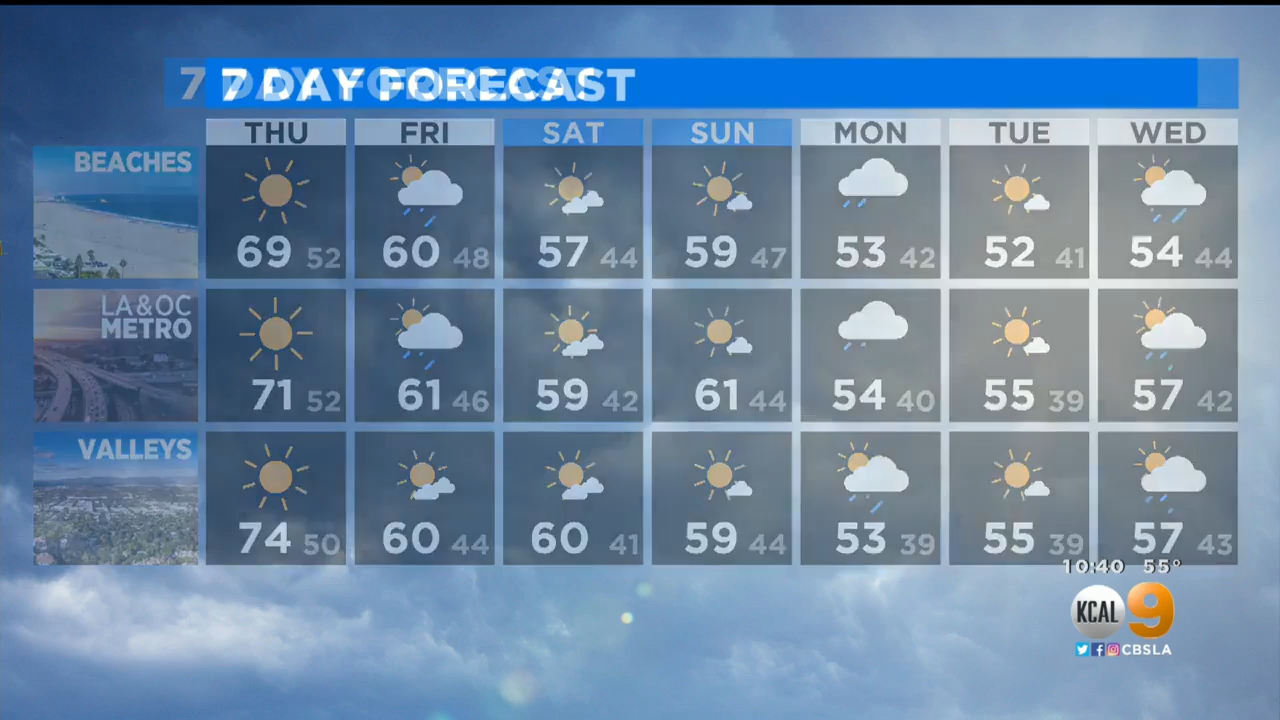 7 DAY FORECAST
THU FRI SAT SUN MON TUE WED
BEACHES
69 52 60 48 57 44 59 47 53 42 52 41 54 44
LA & OC
METRO
71 52 61 46 59 42 61 44 54 40 55 39 57 42
VALLEYS
74 50 60 44 60 41 59 44 53 39 55 39 57 43
10:40 55°
KCAL 9
CBSLA